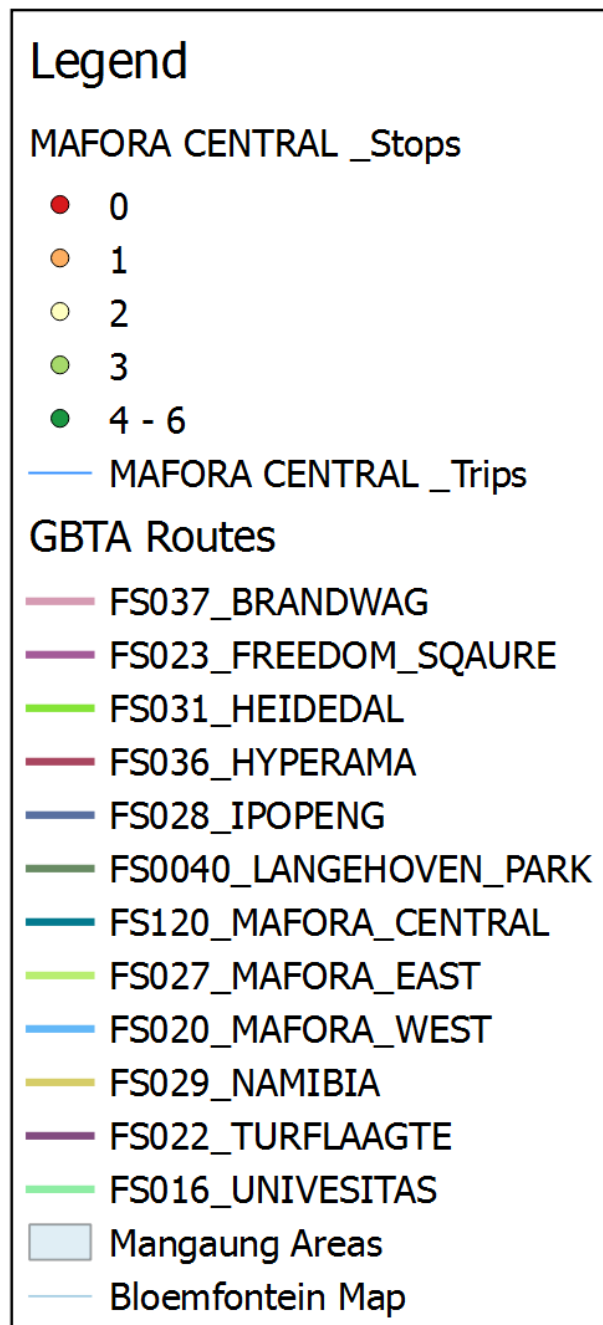 Legend
MAFORA CENTRAL _Stops
0
1
2
3
4 - 6
MAFORA CENTRAL _Trips
GBTA Routes
FS037_BRANDWAG
FS023_FREEDOM_SQAURE
FS031_HEIDEDAL
FS036_HYPERAMA
FS028_IPOPENG
FS0040_LANGEHOVEN_PARK
FS120_MAFORA_CENTRAL
FS027_MAFORA_EAST
FS020_MAFORA_WEST
FS029_NAMIBIA
FS022_TURFLAAGTE
FS016_UNIVESITAS
Mangaung Areas
Bloemfontein Map